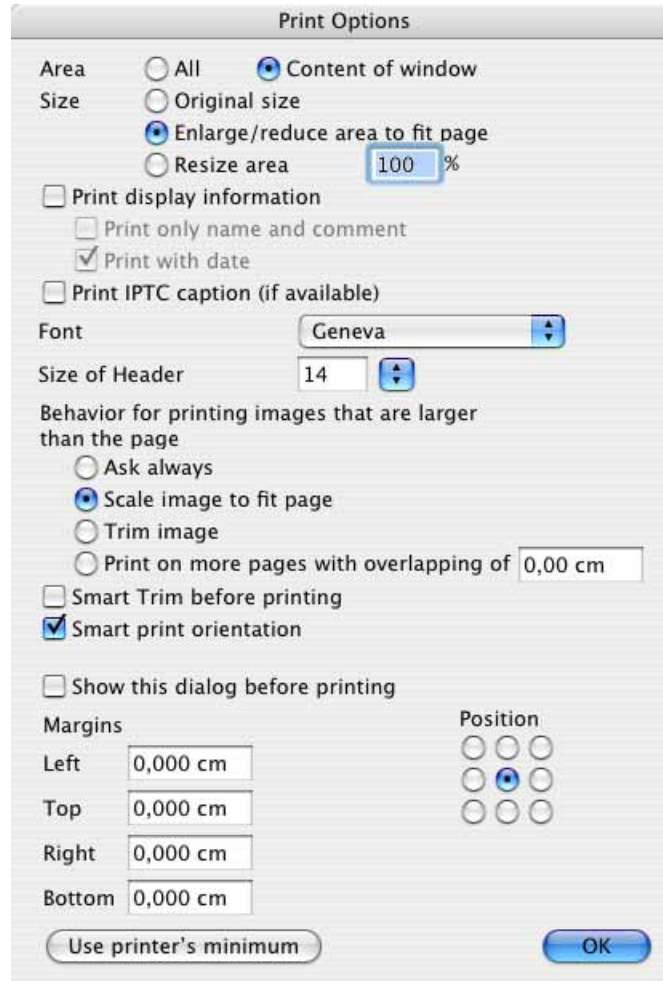 Print Options
Area All Content of window
Size Original size
Enlarge/reduce area to fit page
Resize area 100 %
Print display information
Print only name and comment
Print with date
Print IPTC caption (if available)
Font Geneva
Size of Header 14
Behavior for printing images that are larger
than the page
Ask always
Scale image to fit page
Trim image
Print on more pages with overlapping of 0,00 cm
Smart Trim before printing
Smart print orientation
Show this dialog before printing
Margins Position
Left 0,000 cm
Top 0,000 cm
Right 0,000 cm
Bottom 0,000 cm
Use printer's minimum OK